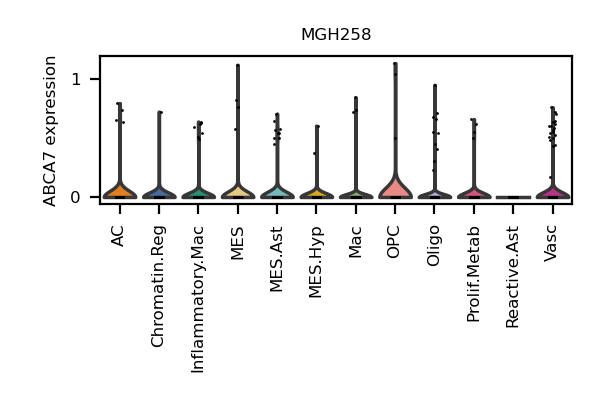 MGH258
ABCA7 expression
1
0
AC
Chromatin.Reg
Inflammatory.Mac
MES
MES.Ast
MES.Hyp
Mac
OPC
Oligo
Prolif.Metab
Reactive.Ast
Vasc